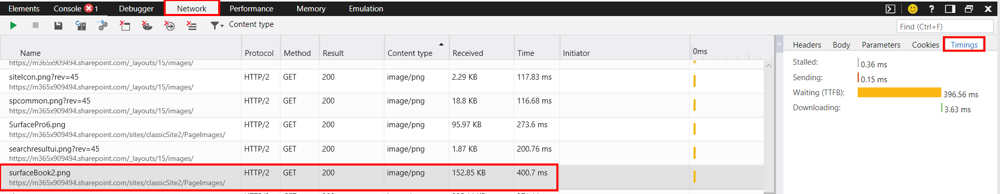 Elements Console 1 Debugger Network Performance Memory Emulation ?
Content type Find (Ctrl+F)
Name Protocol Method Result Content type Received Time Initiator 0ms
https://m365x909494.sharepoint.com/_layouts/15/images/
siteIcon.png?rev=45 HTTP/2 GET 200 image/png 2.29 KB 117.83 ms
https://m365x909494.sharepoint.com/_layouts/15/images/
spcommon.png?rev=45 HTTP/2 GET 200 image/png 18.8 KB 116.68 ms
https://m365x909494.sharepoint.com/_layouts/15/images/
SurfacePro6.png HTTP/2 GET 200 image/png 95.97 KB 273.6 ms
https://m365x909494.sharepoint.com/sites/classicSite2/PageImages/
searchresultui.png?rev=45 HTTP/2 GET 200 image/png 1.87 KB 200.76 ms
https://m365x909494.sharepoint.com/_layouts/15/images/
surfaceBook2.png HTTP/2 GET 200 image/png 152.85 KB 400.7 ms
https://m365x909494.sharepoint.com/sites/classicSite2/PageImages/
Headers Body Parameters Cookies Timings
Stalled: 0.36 ms
Sending: 0.15 ms
Waiting (TTFB): 396.56 ms
Downloading: 3.63 ms